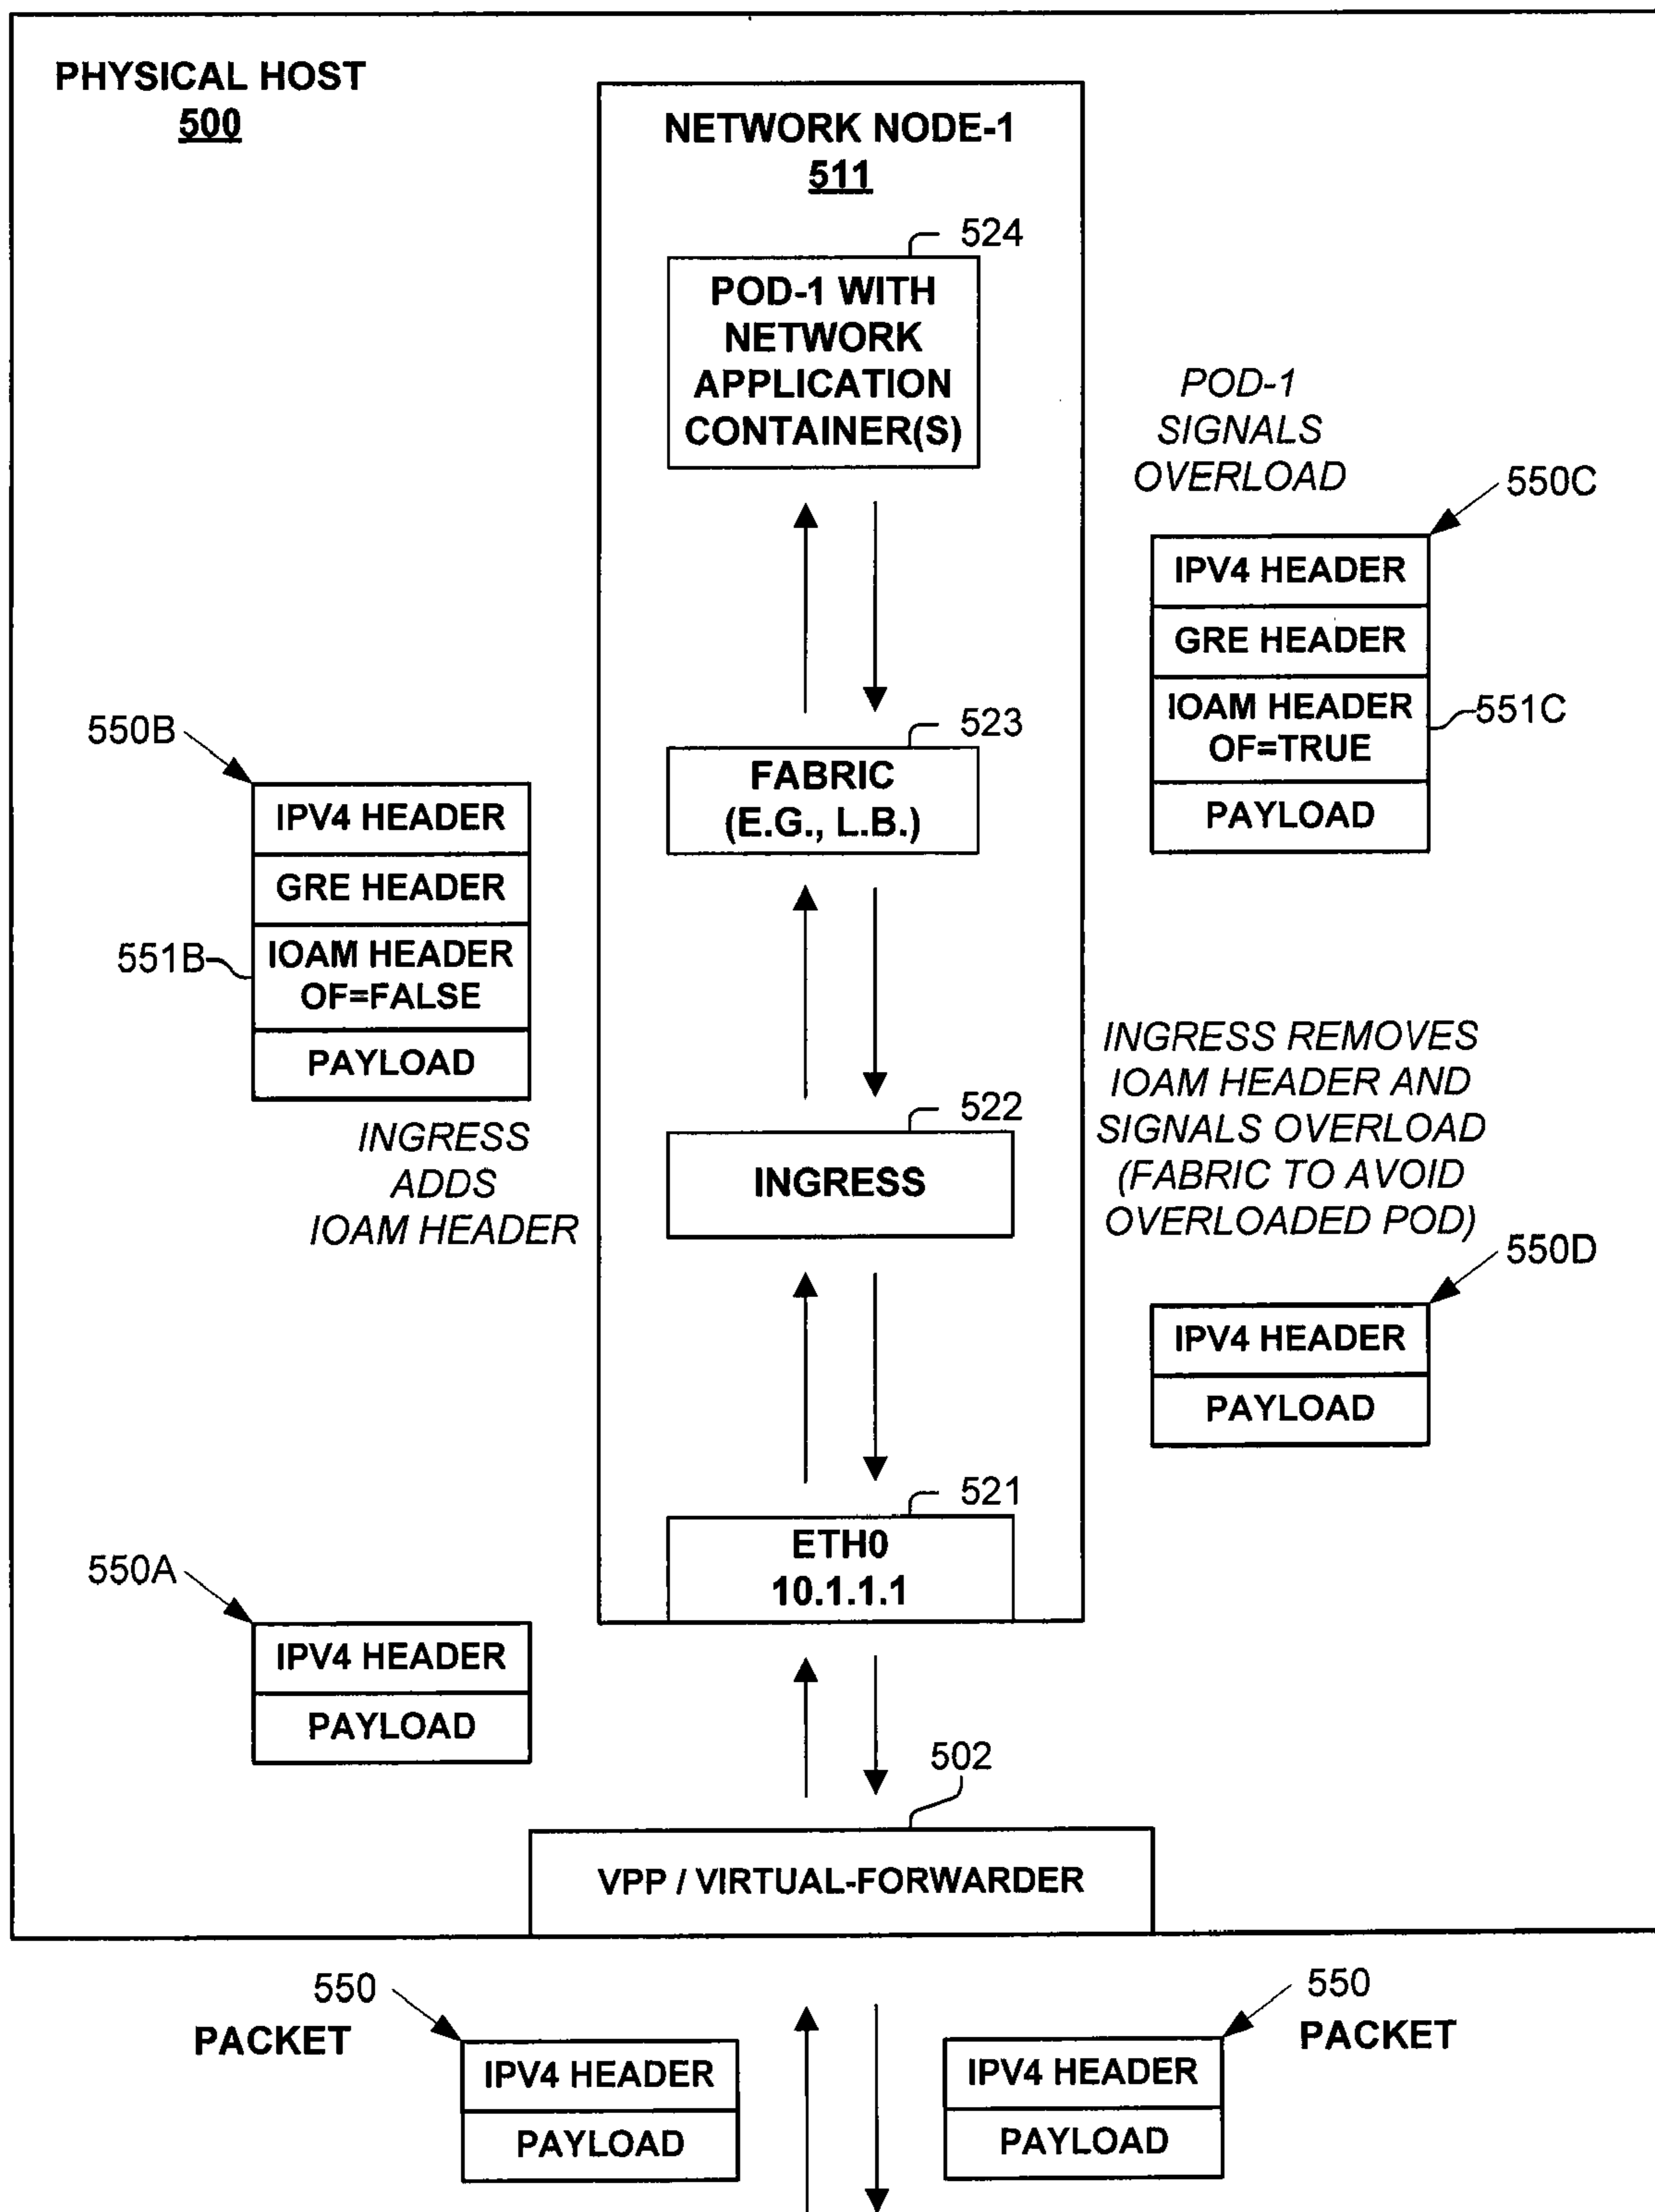 PHYSICAL HOST
500
NETWORK NODE-1
511
524
POD-1 WITH
NETWORK
APPLICATION
CONTAINER(S)
POD-1
SIGNALS
OVERLOAD
550C
IPV4 HEADER
GRE HEADER
IOAM HEADER
OF=TRUE
551C
PAYLOAD
523
FABRIC
(E.G., L.B.)
550B
IPV4 HEADER
GRE HEADER
551B
IOAM HEADER
OF=FALSE
PAYLOAD
INGRESS
ADDS
IOAM HEADER
522
INGRESS
INGRESS REMOVES
IOAM HEADER AND
SIGNALS OVERLOAD
(FABRIC TO AVOID
OVERLOADED POD)
550D
IPV4 HEADER
PAYLOAD
521
ETH0
10.1.1.1
550A
IPV4 HEADER
PAYLOAD
502
VPP / VIRTUAL-FORWARDER
550
PACKET
IPV4 HEADER
PAYLOAD
550
PACKET
IPV4 HEADER
PAYLOAD